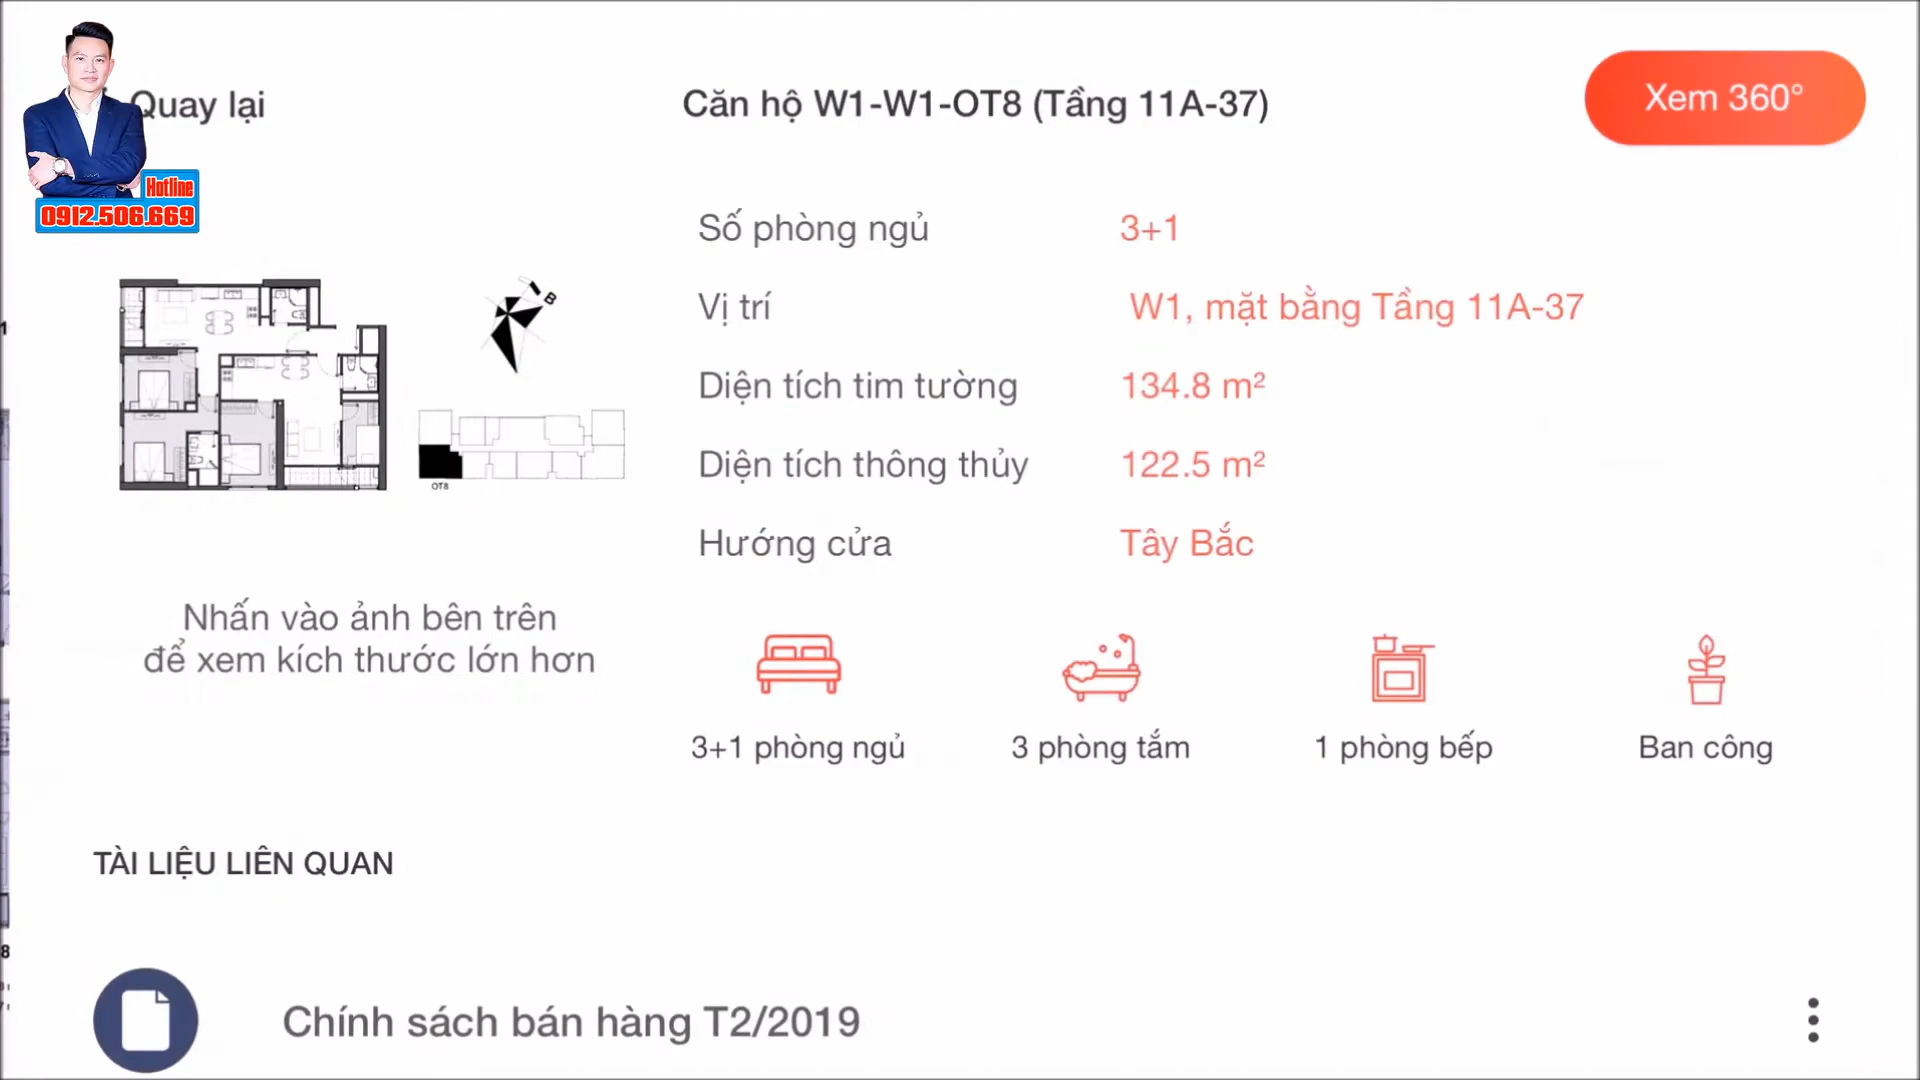 Quay lại
Căn hộ W1-W1-OT8 (Tầng 11A-37)
Xem 360°
Hotline
0912.506.669
Số phòng ngủ 3+1
Vị trí W1, mặt bằng Tầng 11A-37
Diện tích tim tường 134.8 m²
Diện tích thông thủy 122.5 m²
Hướng cửa Tây Bắc
B
OT8
Nhấn vào ảnh bên trên
để xem kích thước lớn hơn
3+1 phòng ngủ
3 phòng tắm
1 phòng bếp
Ban công
TÀI LIỆU LIÊN QUAN
Chính sách bán hàng T2/2019
1
8